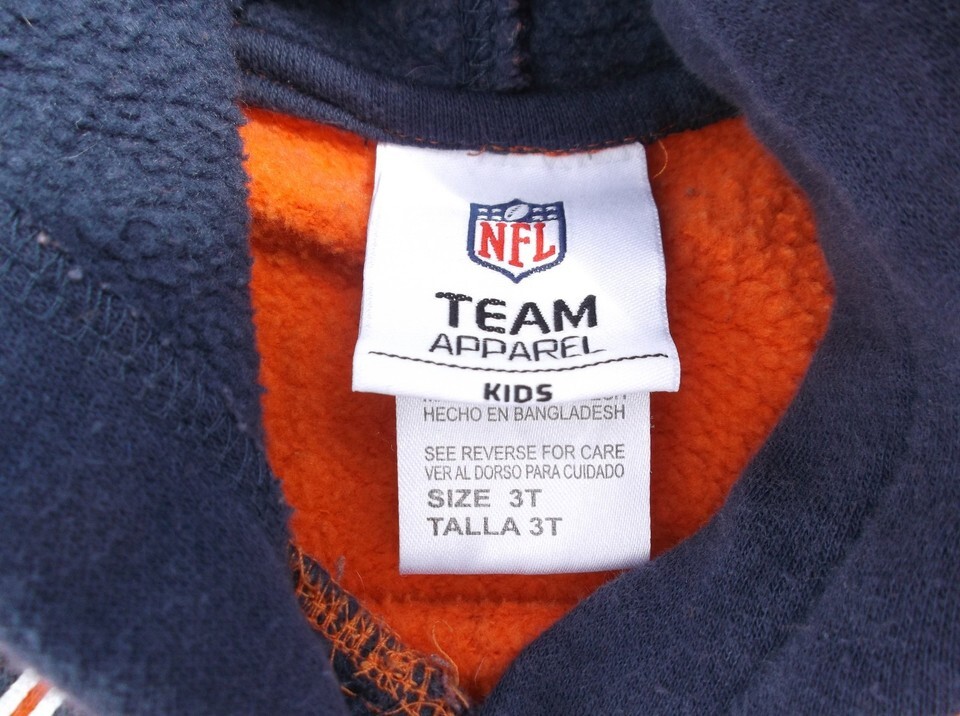 NFL
TEAM
APPAREL
KIDS
HECHO EN BANGLADESH
SEE REVERSE FOR CARE
VER AL DORSO PARA CUIDADO
SIZE 3T
TALLA 3T